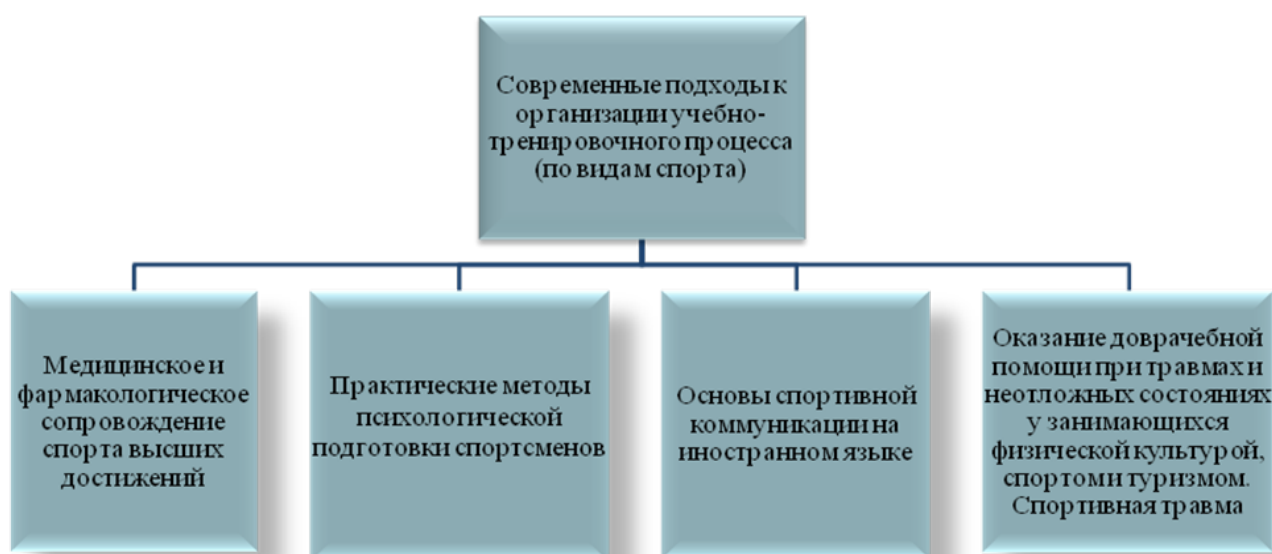 Современные подходы к
организации учебно-
тренировочного процесса
(по видам спорта)
Медицинское и
фармакологическое
сопровождение
спорта высших
достижений
Практические методы
психологической
подготовки спортсменов
Основы спортивной
коммуникации на
иностранном языке
Оказание доврачебной
помощи при травмах и
неотложных состояниях
у занимающихся
физической культурой,
спортом и туризмом.
Спортивная травма